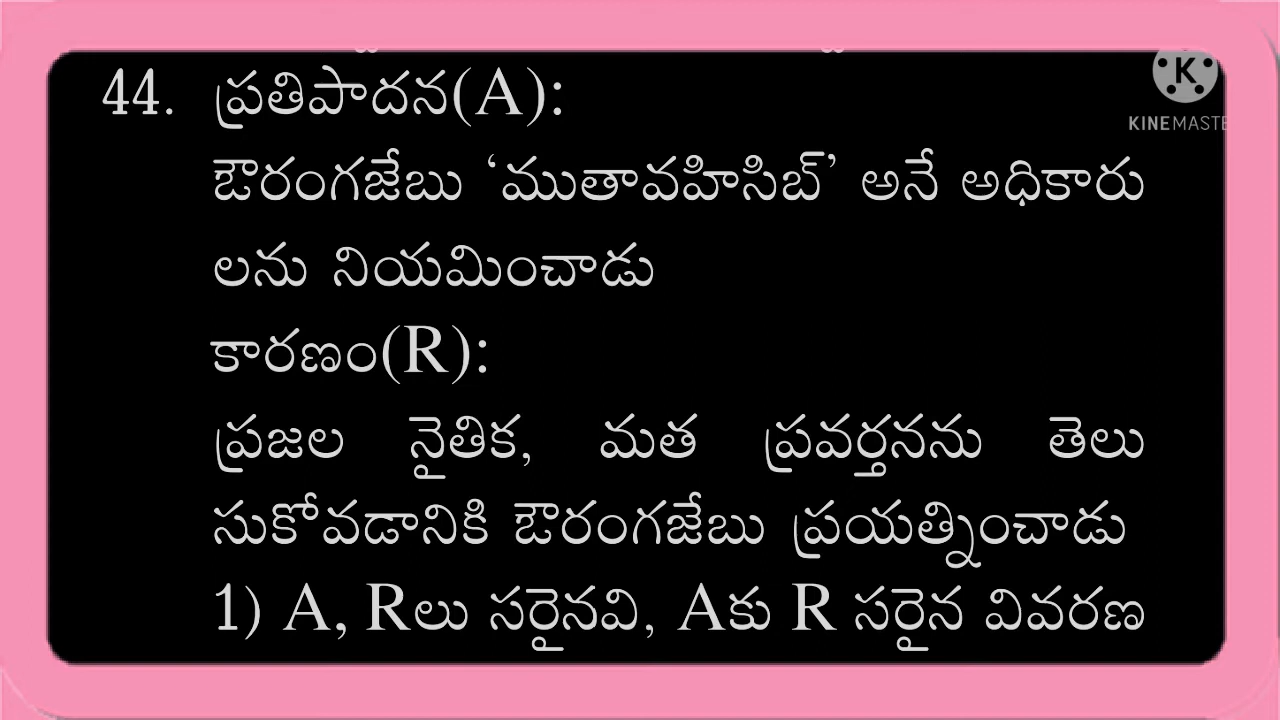 44. ప్రతిపాదన(A):
KINEMASTE
ఔరంగజేబు ‘ముతావహిసిబ్’ అనే అధికారు
లను నియమించాడు
కారణం(R):
ప్రజల నైతిక, మత ప్రవర్తనను తెలు
సుకోవడానికి ఔరంగజేబు ప్రయత్నించాడు
1) A, Rలు సరైనవి, Aకు R సరైన వివరణ